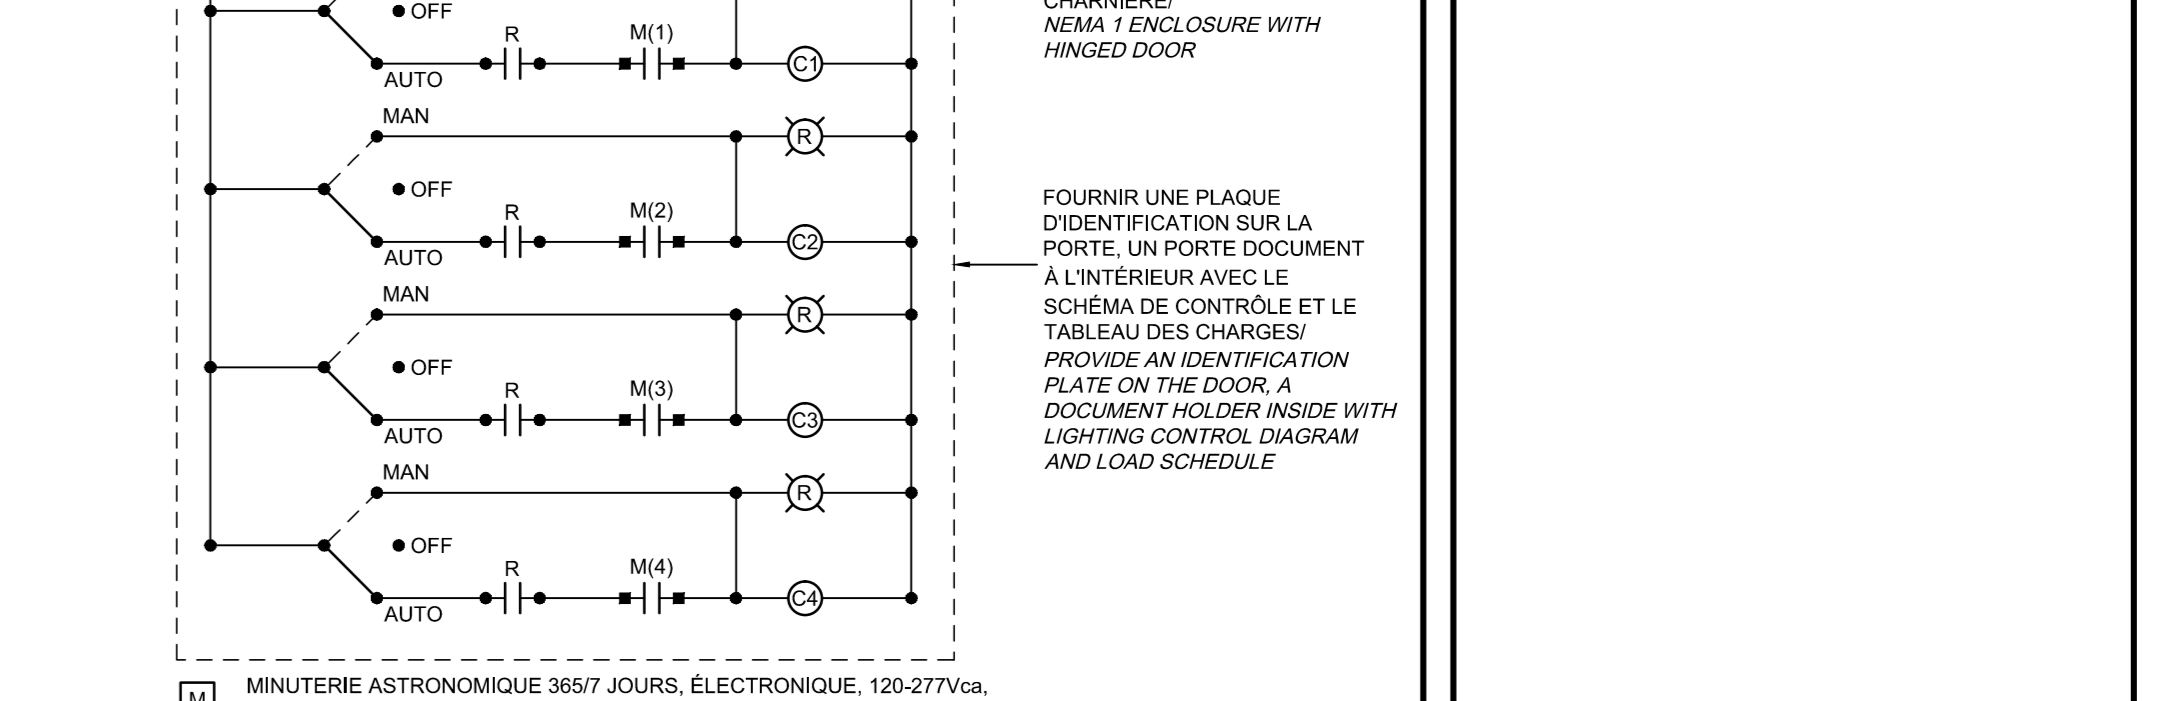 OFF
R
M(1)
C1
AUTO
MAN
R
OFF
R
M(2)
C2
AUTO
MAN
R
OFF
R
M(3)
C3
AUTO
MAN
R
OFF
R
M(4)
C4
AUTO
CHARNIÈRE/
NEMA 1 ENCLOSURE WITH
HINGED DOOR
FOURNIR UNE PLAQUE
D'IDENTIFICATION SUR LA
PORTE, UN PORTE DOCUMENT
À L'INTÉRIEUR AVEC LE
SCHÉMA DE CONTRÔLE ET LE
TABLEAU DES CHARGES/
PROVIDE AN IDENTIFICATION
PLATE ON THE DOOR, A
DOCUMENT HOLDER INSIDE WITH
LIGHTING CONTROL DIAGRAM
AND LOAD SCHEDULE
M
MINUTERIE ASTRONOMIQUE 365/7 JOURS, ÉLECTRONIQUE, 120-277Vca,